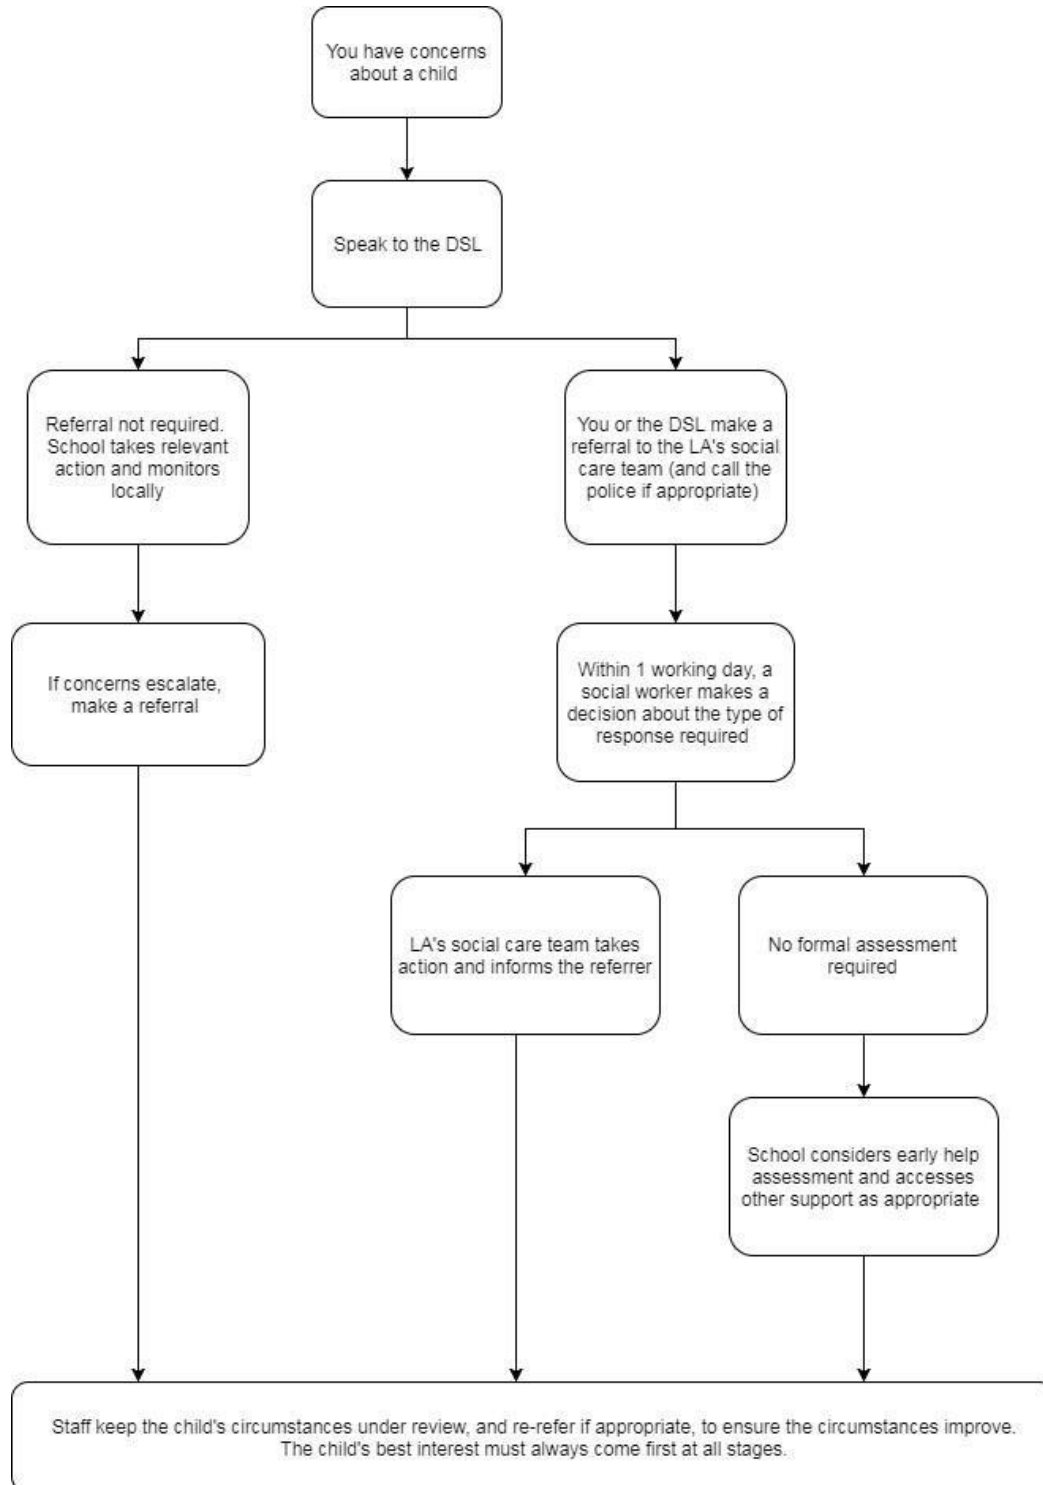 You have concerns
about a child
Speak to the DSL
Referral not required.
School takes relevant
action and monitors
locally
You or the DSL make a
referral to the LA's social
care team (and call the
police if appropriate)
If concerns escalate,
make a referral
Within 1 working day, a
social worker makes a
decision about the type of
response required
LA's social care team takes
action and informs the referrer
No formal assessment
required
School considers early help
assessment and accesses
other support as appropriate
Staff keep the child's circumstances under review, and re-refer if appropriate, to ensure the circumstances improve.
The child's best interest must always come first at all stages.